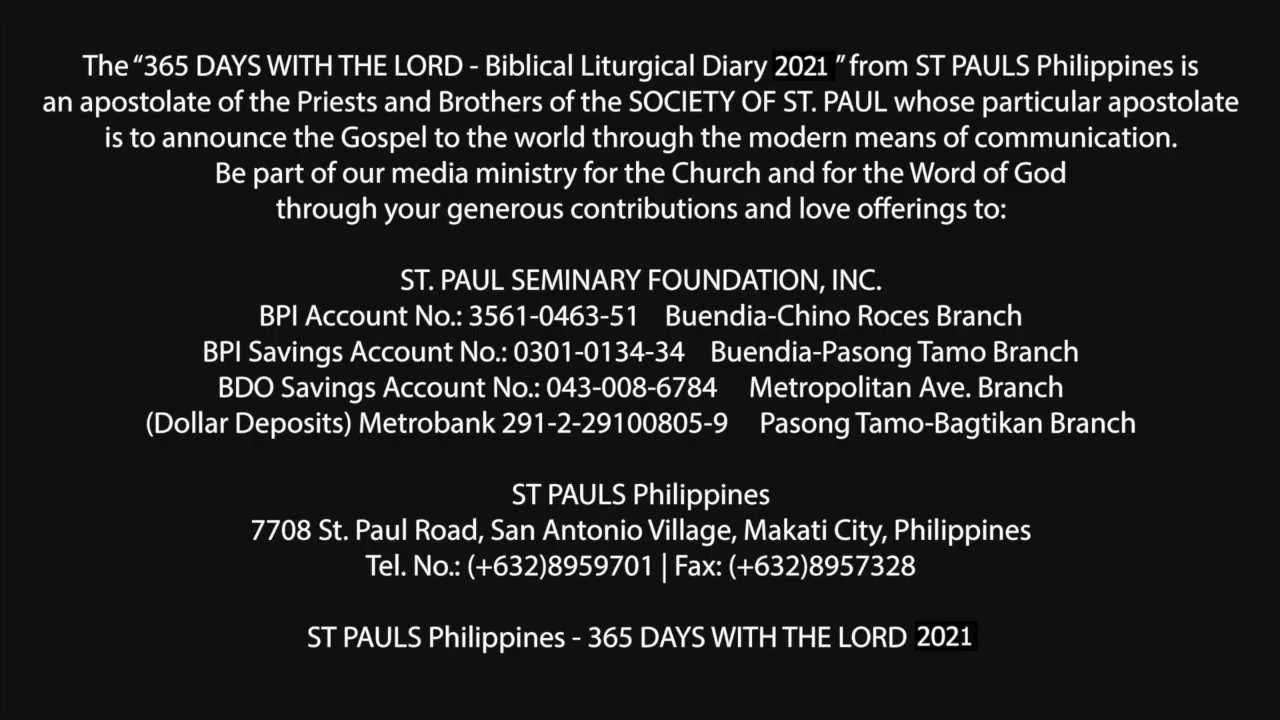 The “365 DAYS WITH THE LORD - Biblical Liturgical Diary 2021 ” from ST PAULS Philippines is
an apostolate of the Priests and Brothers of the SOCIETY OF ST. PAUL whose particular apostolate
is to announce the Gospel to the world through the modern means of communication.
Be part of our media ministry for the Church and for the Word of God
through your generous contributions and love offerings to:
ST. PAUL SEMINARY FOUNDATION, INC.
BPI Account No.: 3561-0463-51 Buendia-Chino Roces Branch
BPI Savings Account No.: 0301-0134-34 Buendia-Pasong Tamo Branch
BDO Savings Account No.: 043-008-6784 Metropolitan Ave. Branch
(Dollar Deposits) Metrobank 291-2-29100805-9 Pasong Tamo-Bagtikan Branch
ST PAULS Philippines
7708 St. Paul Road, San Antonio Village, Makati City, Philippines
Tel. No.: (+632)8959701 | Fax: (+632)8957328
ST PAULS Philippines - 365 DAYS WITH THE LORD 2021